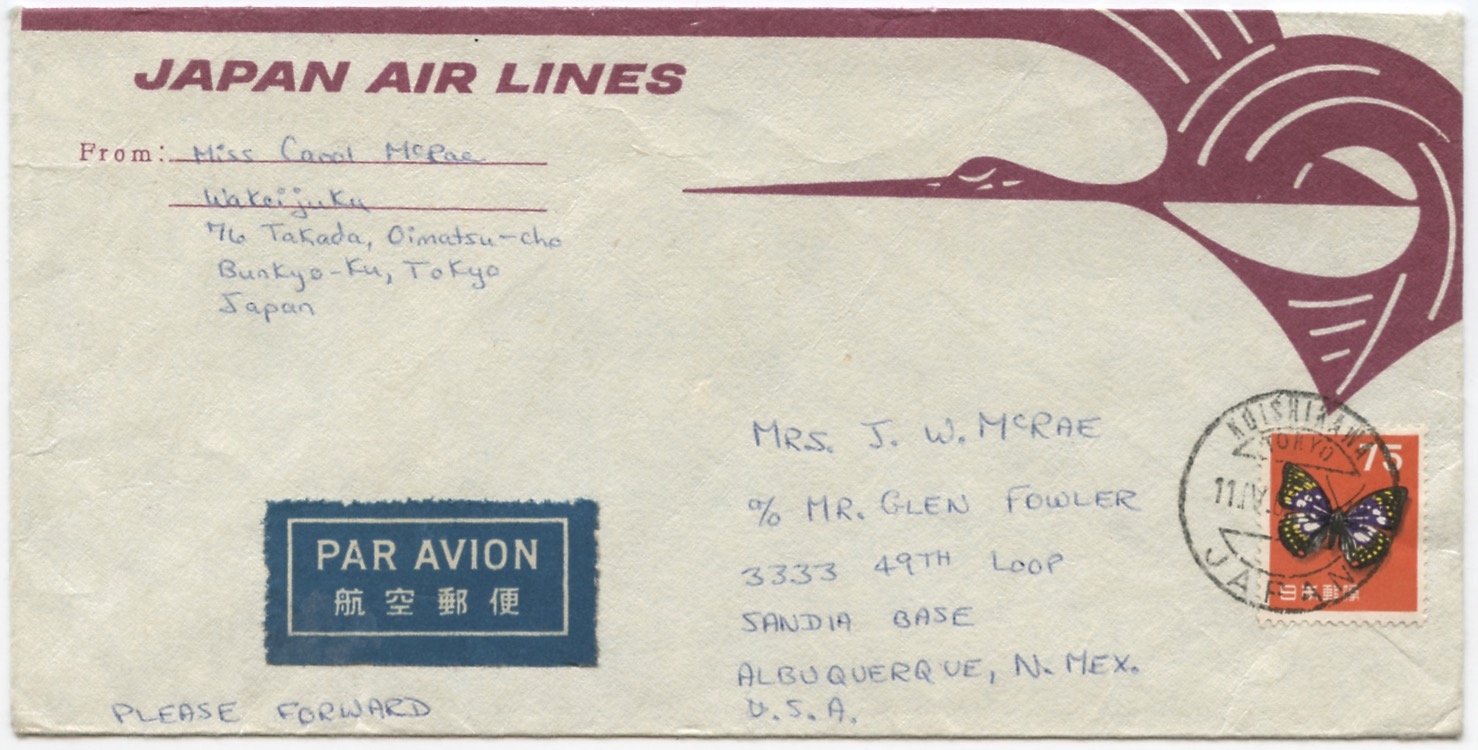 JAPAN AIR LINES
From: Miss Carol McRae
Wakeijuku
76 Takada, Oimatsu-cho
Bunkyo-Ku, Tokyo
Japan
KOISHIKAWA
TOKYO
11.IV.
JAPAN
75
日本郵便
MRS. J. W. McRAE
% MR. GLEN FOWLER
3333 49TH LOOP
SANDIA BASE
ALBUQUERQUE, N. MEX.
U.S.A.
PAR AVION
航空郵便
PLEASE FORWARD